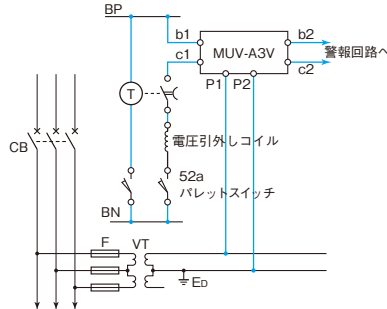 BP
b1
c1
MUV-A3V
b2
警報回路へ
c2
P1 P2
T
CB
電圧引外しコイル
52a
パレットスイッチ
BN
F
VT
ED